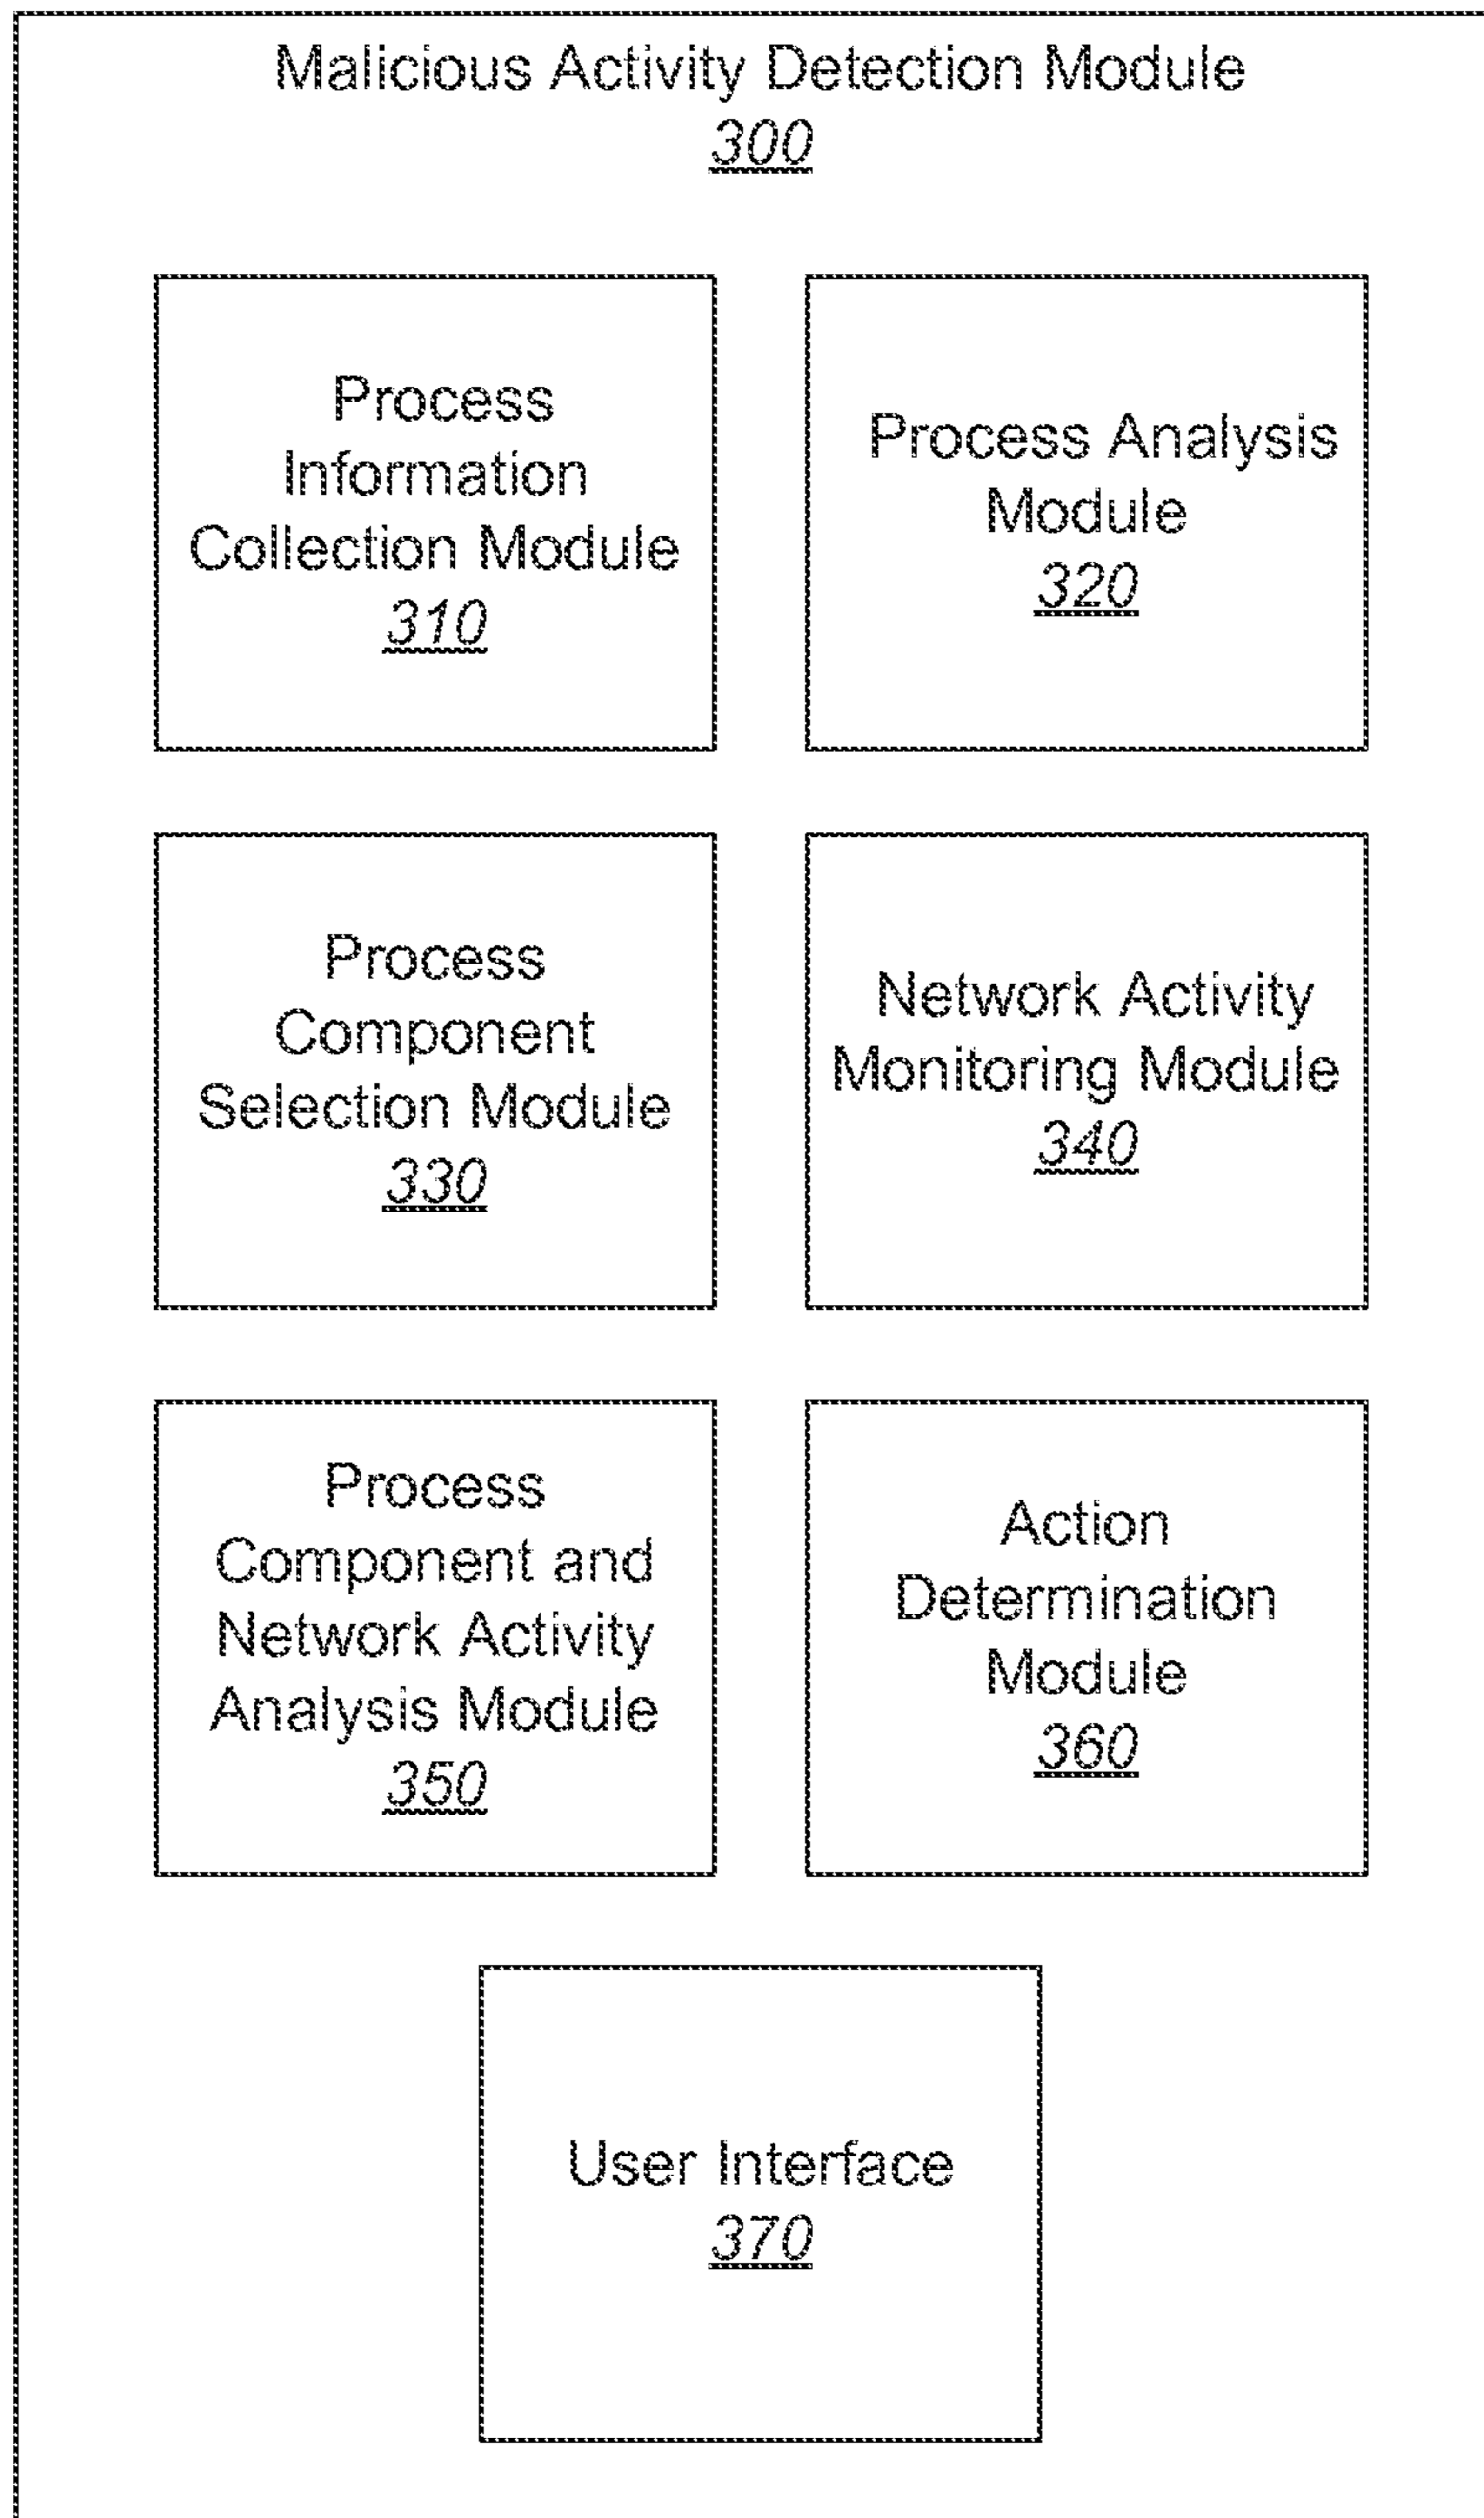 Malicious Activity Detection Module
300
Process
Information
Collection Module
310
Process Analysis
Module
320
Process
Component
Selection Module
330
Network Activity
Monitoring Module
340
Process
Component and
Network Activity
Analysis Module
350
Action
Determination
Module
360
User Interface
370